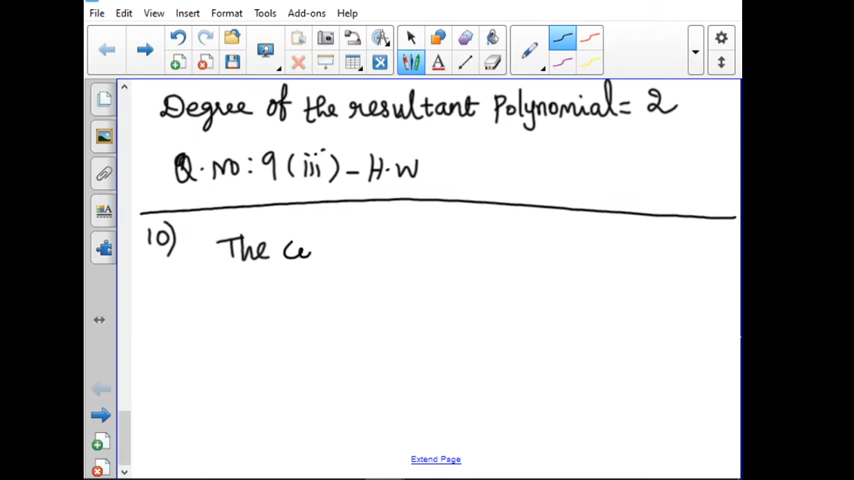 File Edit View Insert Format Tools Add-ons Help
Degree of the resultant Polynomial= 2
Q.NO: 9 (iii) - H.W
10) The ce
Extend Page